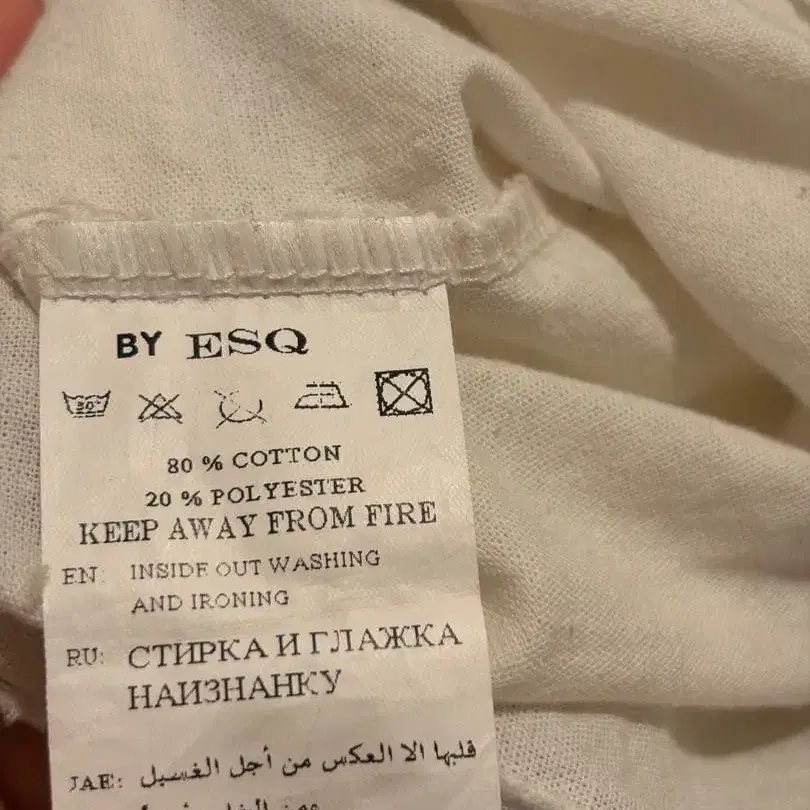 BY ESQ
30°
80 % COTTON
20 % POLYESTER
KEEP AWAY FROM FIRE
EN: INSIDE OUT WASHING
AND IRONING
RU: СТИРКА И ГЛАЖКА
НАИЗНАНКУ
JAE: قلبها الا العكس من أجل الغسيل